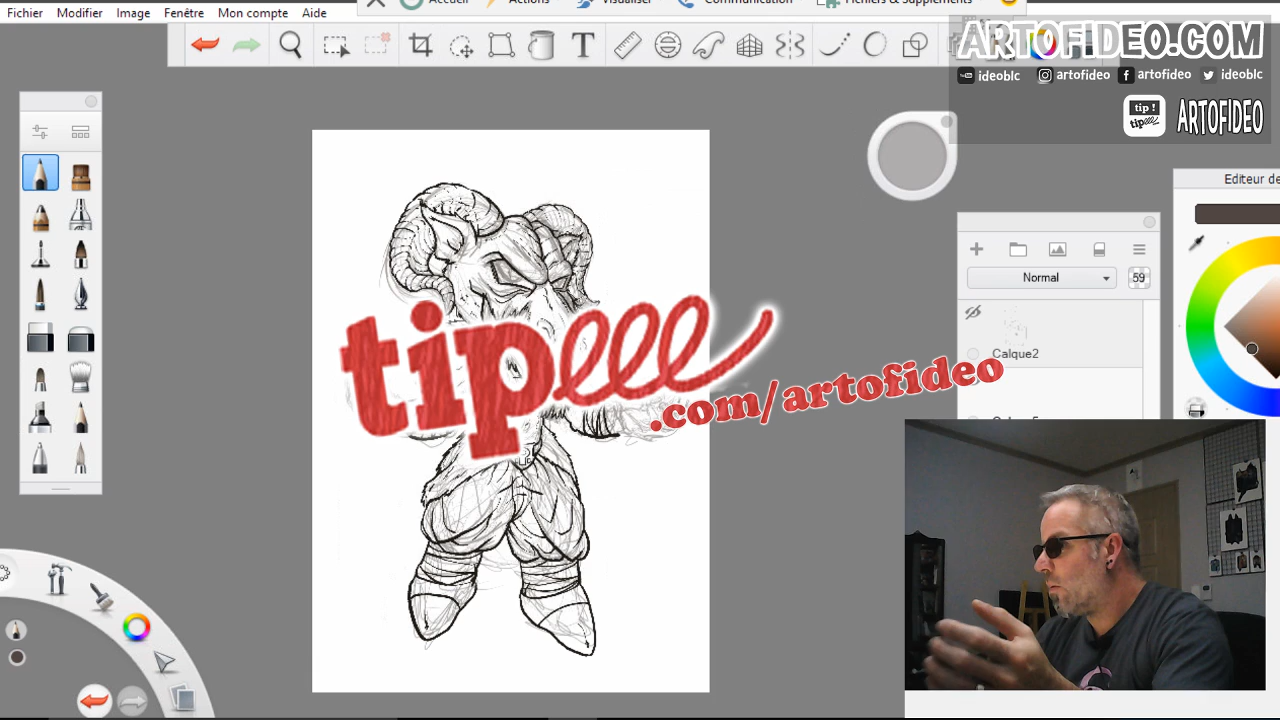 Accueil Actions Visualiser Communication Fichiers & Suppléments
Fichier Modifier Image Fenêtre Mon compte Aide
ARTOFIDEO.COM
ideoblc artofideo artofideo ideoblc
tip !
tipeee
ARTOFIDEO
Editeur de
Normal
59
Calque2
tipeee
.com/artofideo